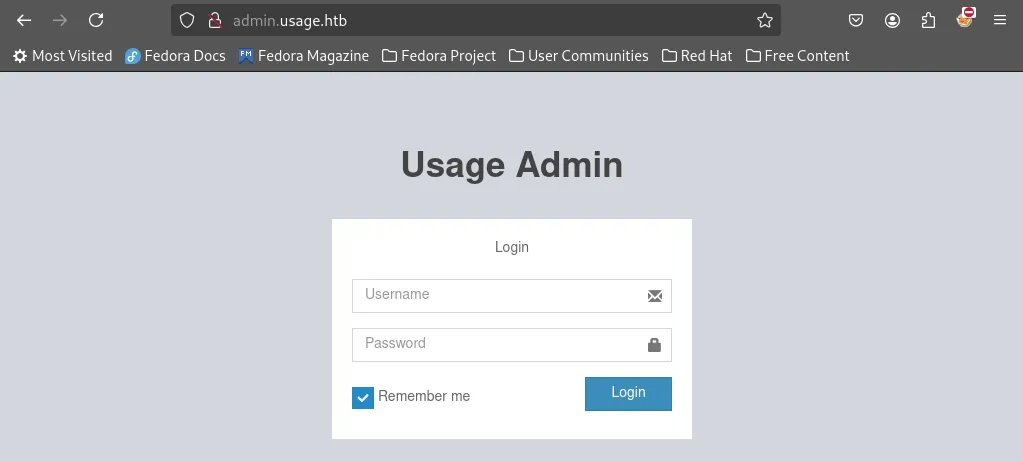 admin.usage.htb
Most Visited Fedora Docs Fedora Magazine Fedora Project User Communities Red Hat Free Content
Usage Admin
Login
Username
Password
Remember me Login